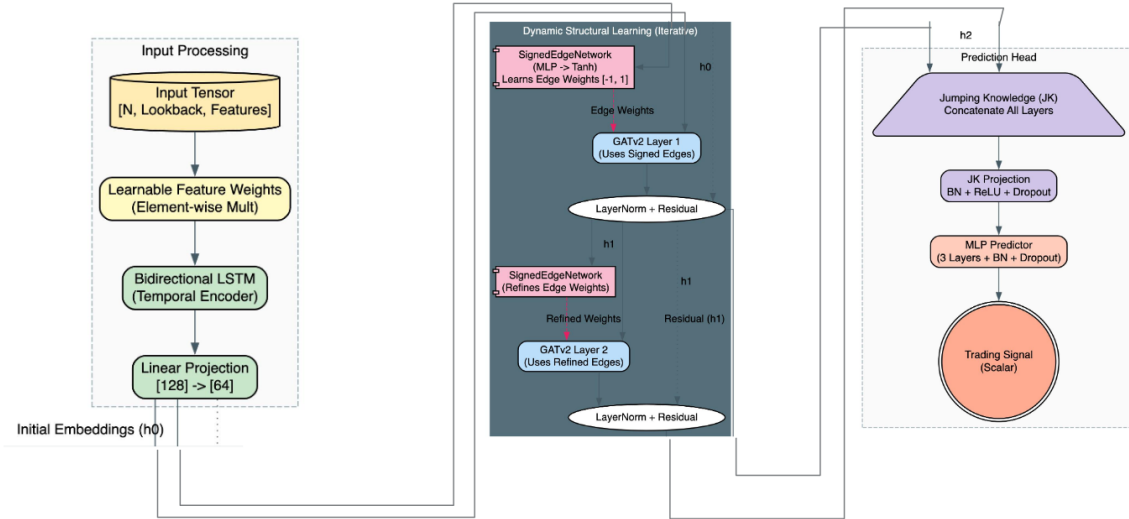 Input Processing
Input Tensor
[N, Lookback, Features]
Learnable Feature Weights
(Element-wise Mult)
Bidirectional LSTM
(Temporal Encoder)
Linear Projection
[128] -> [64]
Initial Embeddings (h0)
Dynamic Structural Learning (Iterative)
SignedEdgeNetwork
(MLP -> Tanh)
Learns Edge Weights [-1, 1]
h0
Edge Weights
GATv2 Layer 1
(Uses Signed Edges)
LayerNorm + Residual
h1
SignedEdgeNetwork
(Refines Edge Weights)
h1
Refined Weights
Residual (h1)
GATv2 Layer 2
(Uses Refined Edges)
LayerNorm + Residual
h2
Prediction Head
Jumping Knowledge (JK)
Concatenate All Layers
JK Projection
BN + ReLU + Dropout
MLP Predictor
(3 Layers + BN + Dropout)
Trading Signal
(Scalar)